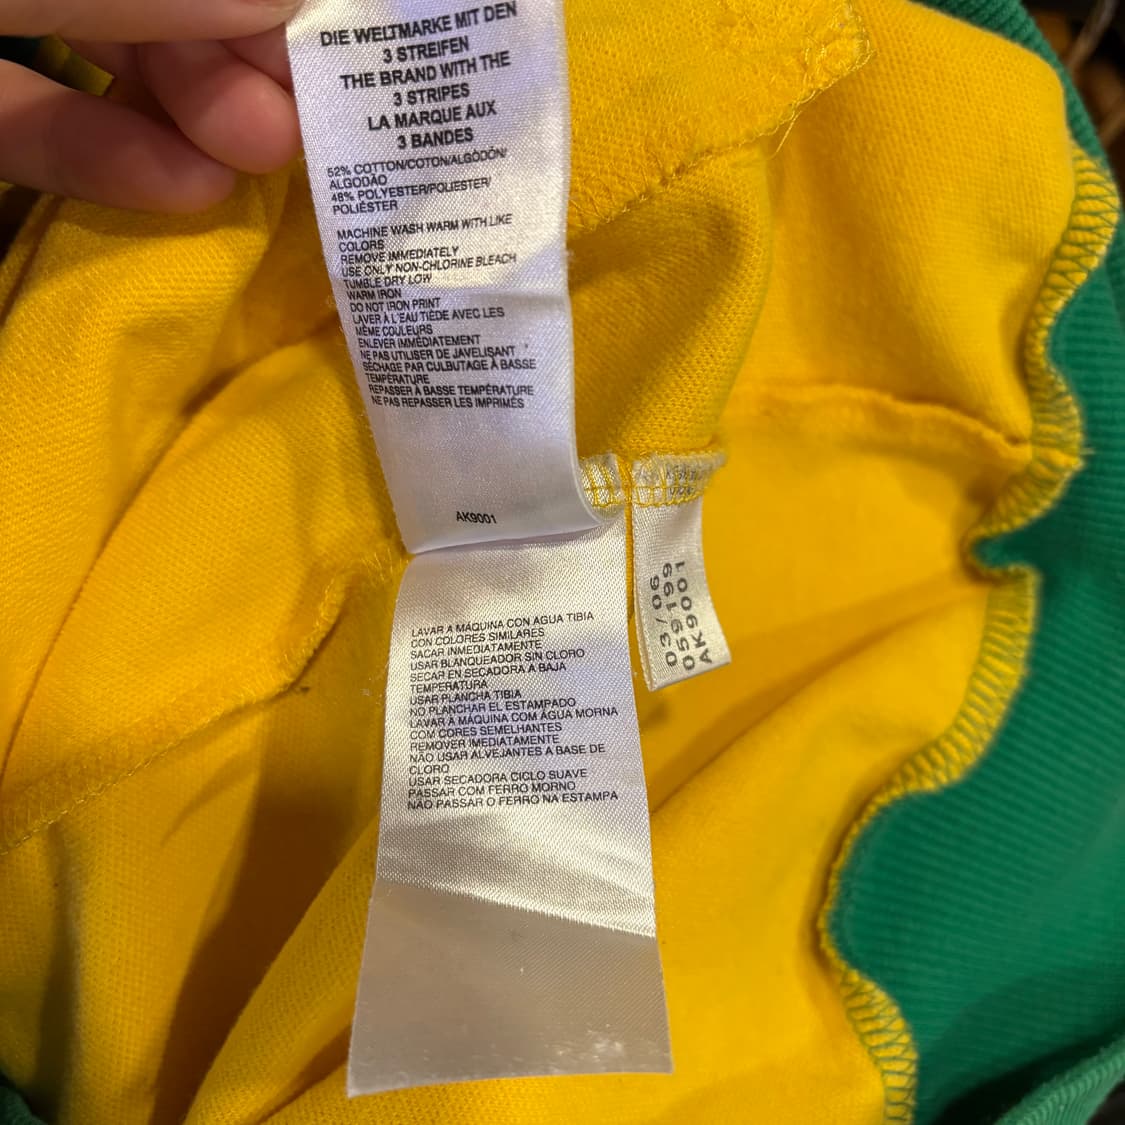 DIE WELTMARKE MIT DEN
3 STREIFEN
THE BRAND WITH THE
3 STRIPES
LA MARQUE AUX
3 BANDES
52% COTTON/COTON/ALGODÓN/
ALGODÃO
48% POLYESTER/POLIESTER/
POLIÉSTER
MACHINE WASH WARM WITH LIKE
COLORS
REMOVE IMMEDIATELY
USE ONLY NON-CHLORINE BLEACH
TUMBLE DRY LOW
WARM IRON
DO NOT IRON PRINT
LAVER À L'EAU TIÈDE AVEC LES
MÊME COULEURS
ENLEVER IMMÉDIATEMENT
NE PAS UTILISER DE JAVELISANT
SÉCHAGE PAR CULBUTAGE À BASSE
TEMPÉRATURE
REPASSER À BASSE TEMPÉRATURE
NE PAS REPASSER LES IMPRIMÉS
AK9001
03/06
059199
AK9001
LAVAR A MÁQUINA CON AGUA TIBIA
CON COLORES SIMILARES
SACAR INMEDIATAMENTE
USAR BLANQUEADOR SIN CLORO
SECAR EN SECADORA A BAJA
TEMPERATURA
USAR PLANCHA TIBIA
NO PLANCHAR EL ESTAMPADO
LAVAR À MÁQUINA COM ÁGUA MORNA
COM CORES SEMELHANTES
REMOVER IMEDIATAMENTE
NÃO USAR ALVEJANTES A BASE DE
CLORO
USAR SECADORA CICLO SUAVE
PASSAR COM FERRO MORNO
NÃO PASSAR O FERRO NA ESTAMPA